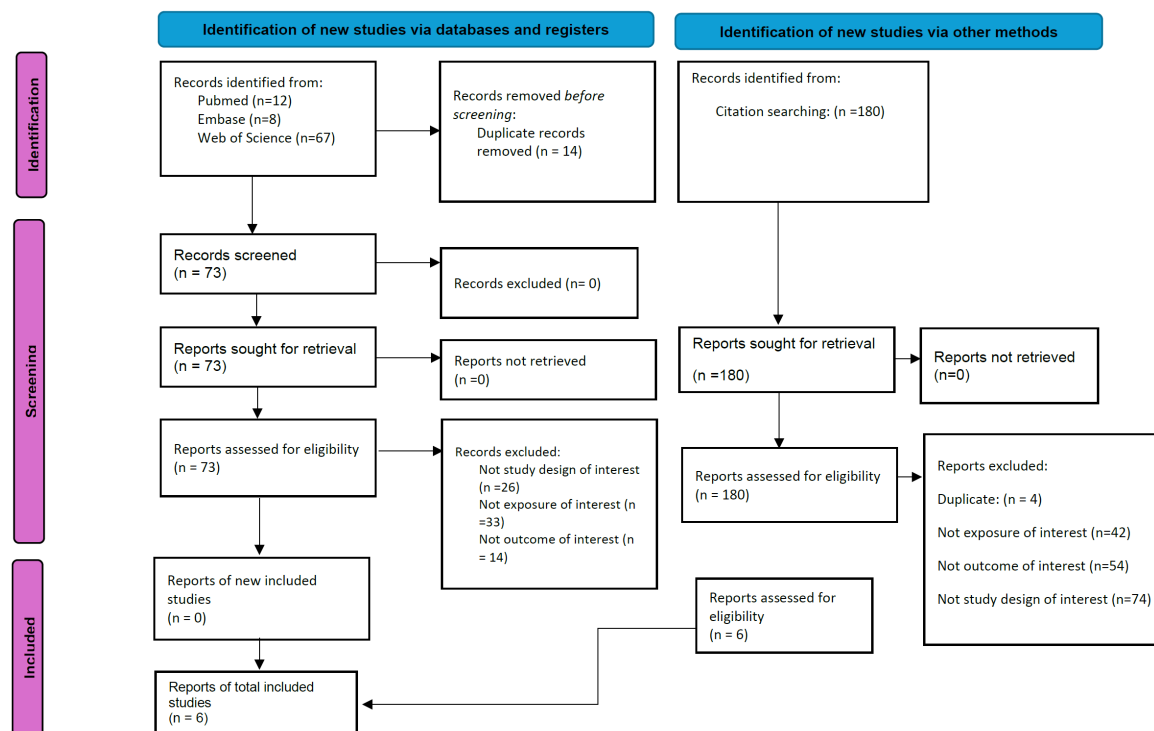 Identification of new studies via databases and registers
Identification of new studies via other methods
Identification
Records identified from:
Pubmed (n=12)
Embase (n=8)
Web of Science (n=67)
Records removed before
screening:
Duplicate records
removed (n = 14)
Records identified from:
Citation searching: (n =180)
Screening
Records screened
(n = 73)
Records excluded (n= 0)
Reports sought for retrieval
(n = 73)
Reports not retrieved
(n =0)
Reports sought for retrieval
(n =180)
Reports not retrieved
(n=0)
Reports assessed for eligibility
(n = 73)
Records excluded:
Not study design of interest
(n =26)
Not exposure of interest (n
=33)
Not outcome of interest (n
= 14)
Reports assessed for eligibility
(n = 180)
Reports excluded:
Duplicate: (n = 4)
Not exposure of interest (n=42)
Not outcome of interest (n=54)
Not study design of interest (n=74)
Included
Reports of new included
studies
(n = 0)
Reports assessed for
eligibility
(n = 6)
Reports of total included
studies
(n = 6)